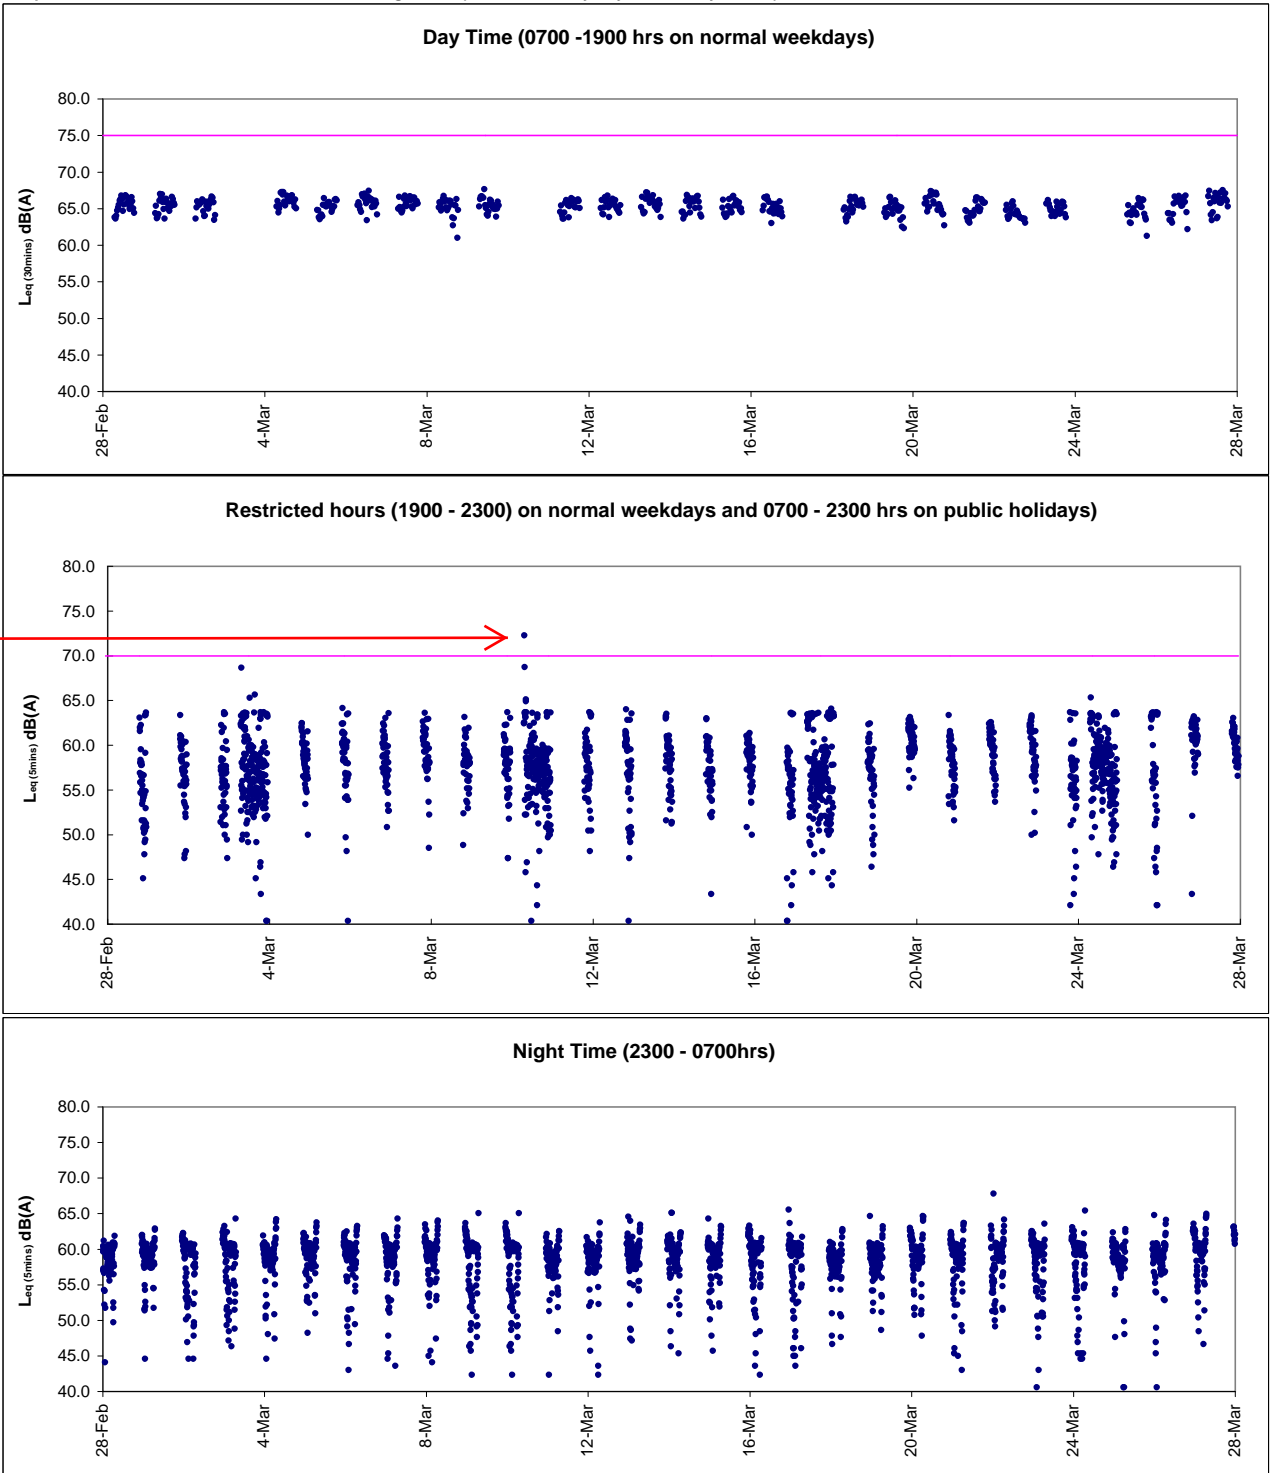 Day Time (0700 -1900 hrs on normal weekdays)
80.0
75.0
70.0
65.0
60.0
55.0
50.0
45.0
40.0
Leq (30mins) dB(A)
28-Feb
4-Mar
8-Mar
12-Mar
16-Mar
20-Mar
24-Mar
28-Mar
Restricted hours (1900 - 2300) on normal weekdays and 0700 - 2300 hrs on public holidays)
80.0
75.0
70.0
65.0
60.0
55.0
50.0
45.0
40.0
Leq (5mins) dB(A)
28-Feb
4-Mar
8-Mar
12-Mar
16-Mar
20-Mar
24-Mar
28-Mar
Night Time (2300 - 0700hrs)
80.0
75.0
70.0
65.0
60.0
55.0
50.0
45.0
40.0
Leq (5mins) dB(A)
28-Feb
4-Mar
8-Mar
12-Mar
16-Mar
20-Mar
24-Mar
28-Mar